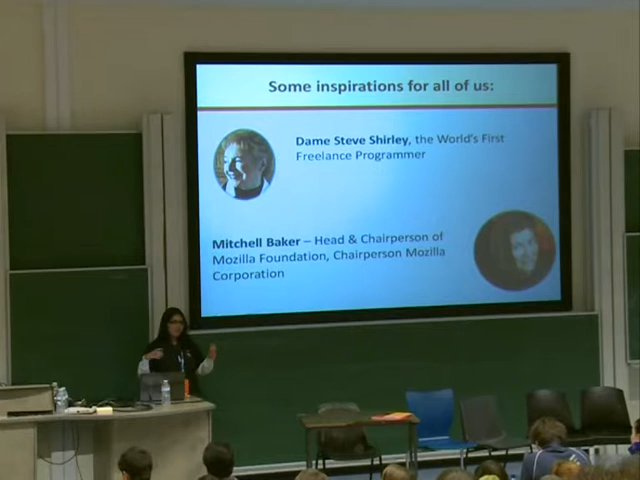 Some inspirations for all of us:
Dame Steve Shirley, the World's First
Freelance Programmer
Mitchell Baker – Head & Chairperson of
Mozilla Foundation, Chairperson Mozilla
Corporation